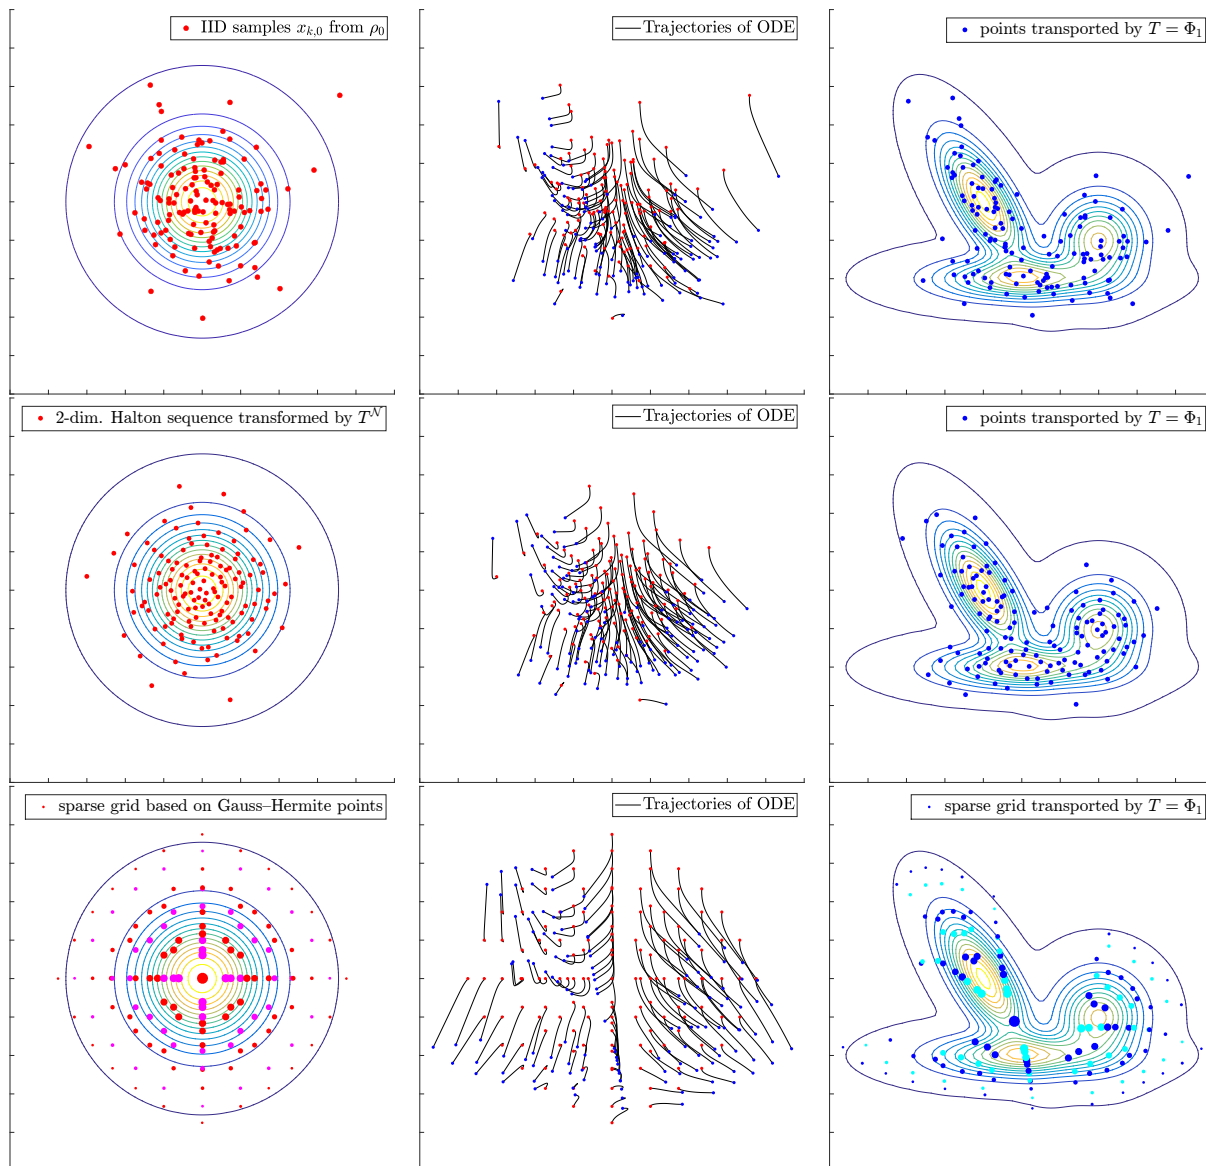 IID samples $x_{k,0}$ from $\rho_0$
Trajectories of ODE
points transported by $T = \Phi_1$
2-dim. Halton sequence transformed by $T^{\mathcal{N}}$
Trajectories of ODE
points transported by $T = \Phi_1$
sparse grid based on Gauss–Hermite points
Trajectories of ODE
sparse grid transported by $T = \Phi_1$